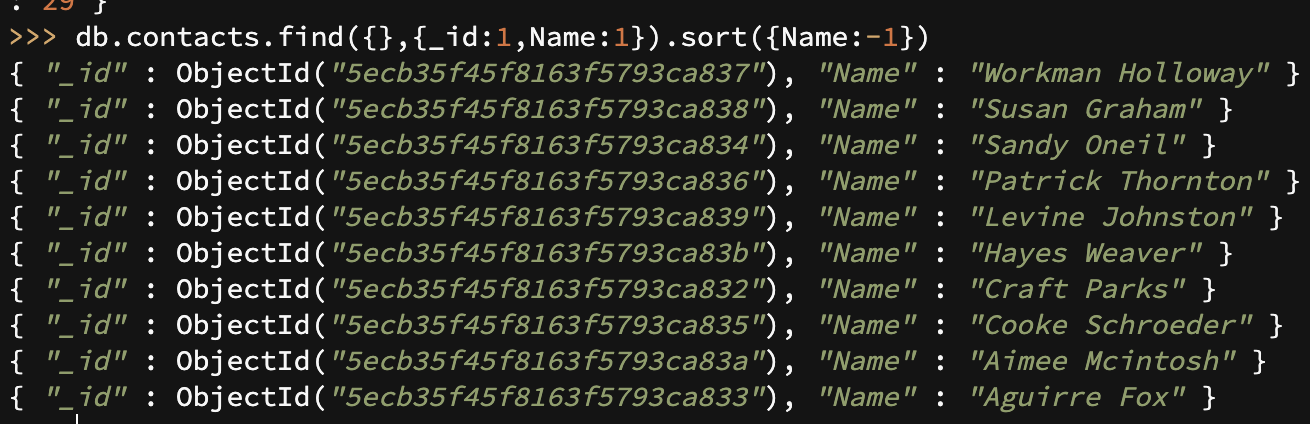 : 29 }
>>> db.contacts.find({},{_id:1,Name:1}).sort({Name:-1})
{ "_id" : ObjectId("5ecb35f45f8163f5793ca837"), "Name" : "Workman Holloway" }
{ "_id" : ObjectId("5ecb35f45f8163f5793ca838"), "Name" : "Susan Graham" }
{ "_id" : ObjectId("5ecb35f45f8163f5793ca834"), "Name" : "Sandy Oneil" }
{ "_id" : ObjectId("5ecb35f45f8163f5793ca836"), "Name" : "Patrick Thornton" }
{ "_id" : ObjectId("5ecb35f45f8163f5793ca839"), "Name" : "Levine Johnston" }
{ "_id" : ObjectId("5ecb35f45f8163f5793ca83b"), "Name" : "Hayes Weaver" }
{ "_id" : ObjectId("5ecb35f45f8163f5793ca832"), "Name" : "Craft Parks" }
{ "_id" : ObjectId("5ecb35f45f8163f5793ca835"), "Name" : "Cooke Schroeder" }
{ "_id" : ObjectId("5ecb35f45f8163f5793ca83a"), "Name" : "Aimee Mcintosh" }
{ "_id" : ObjectId("5ecb35f45f8163f5793ca833"), "Name" : "Aguirre Fox" }